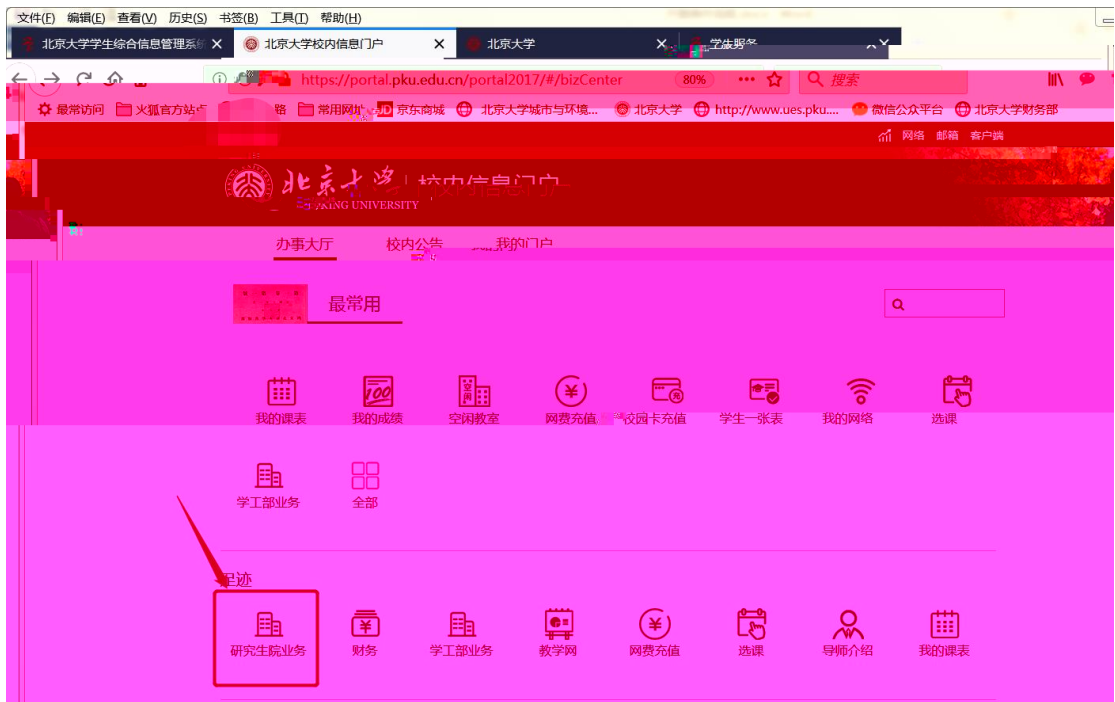 文件(F) 编辑(E) 查看(V) 历史(S) 书签(B) 工具(T) 帮助(H)
北京大学学生综合信息管理系统 北京大学校内信息门户 北京大学
https://portal.pku.edu.cn/portal2017/#/bizCenter 80% 搜索
最常访问 火狐官方站点 常用网址 JD 京东商城 北京大学城市与环境... 北京大学 http://www.ues.pku.... 微信公众平台 北京大学财务部
网络 邮箱 客户端
北京大学 校内信息门户
PEKING UNIVERSITY
办事大厅 校内公告 我的门户
最常用
我的课表 我的成绩 空闲教室 网费充值 校园卡充值 学生一张表 我的网络 选课
学工部业务 全部
足迹
研究生院业务 财务 学工部业务 教学网 网费充值 选课 导师介绍 我的课表